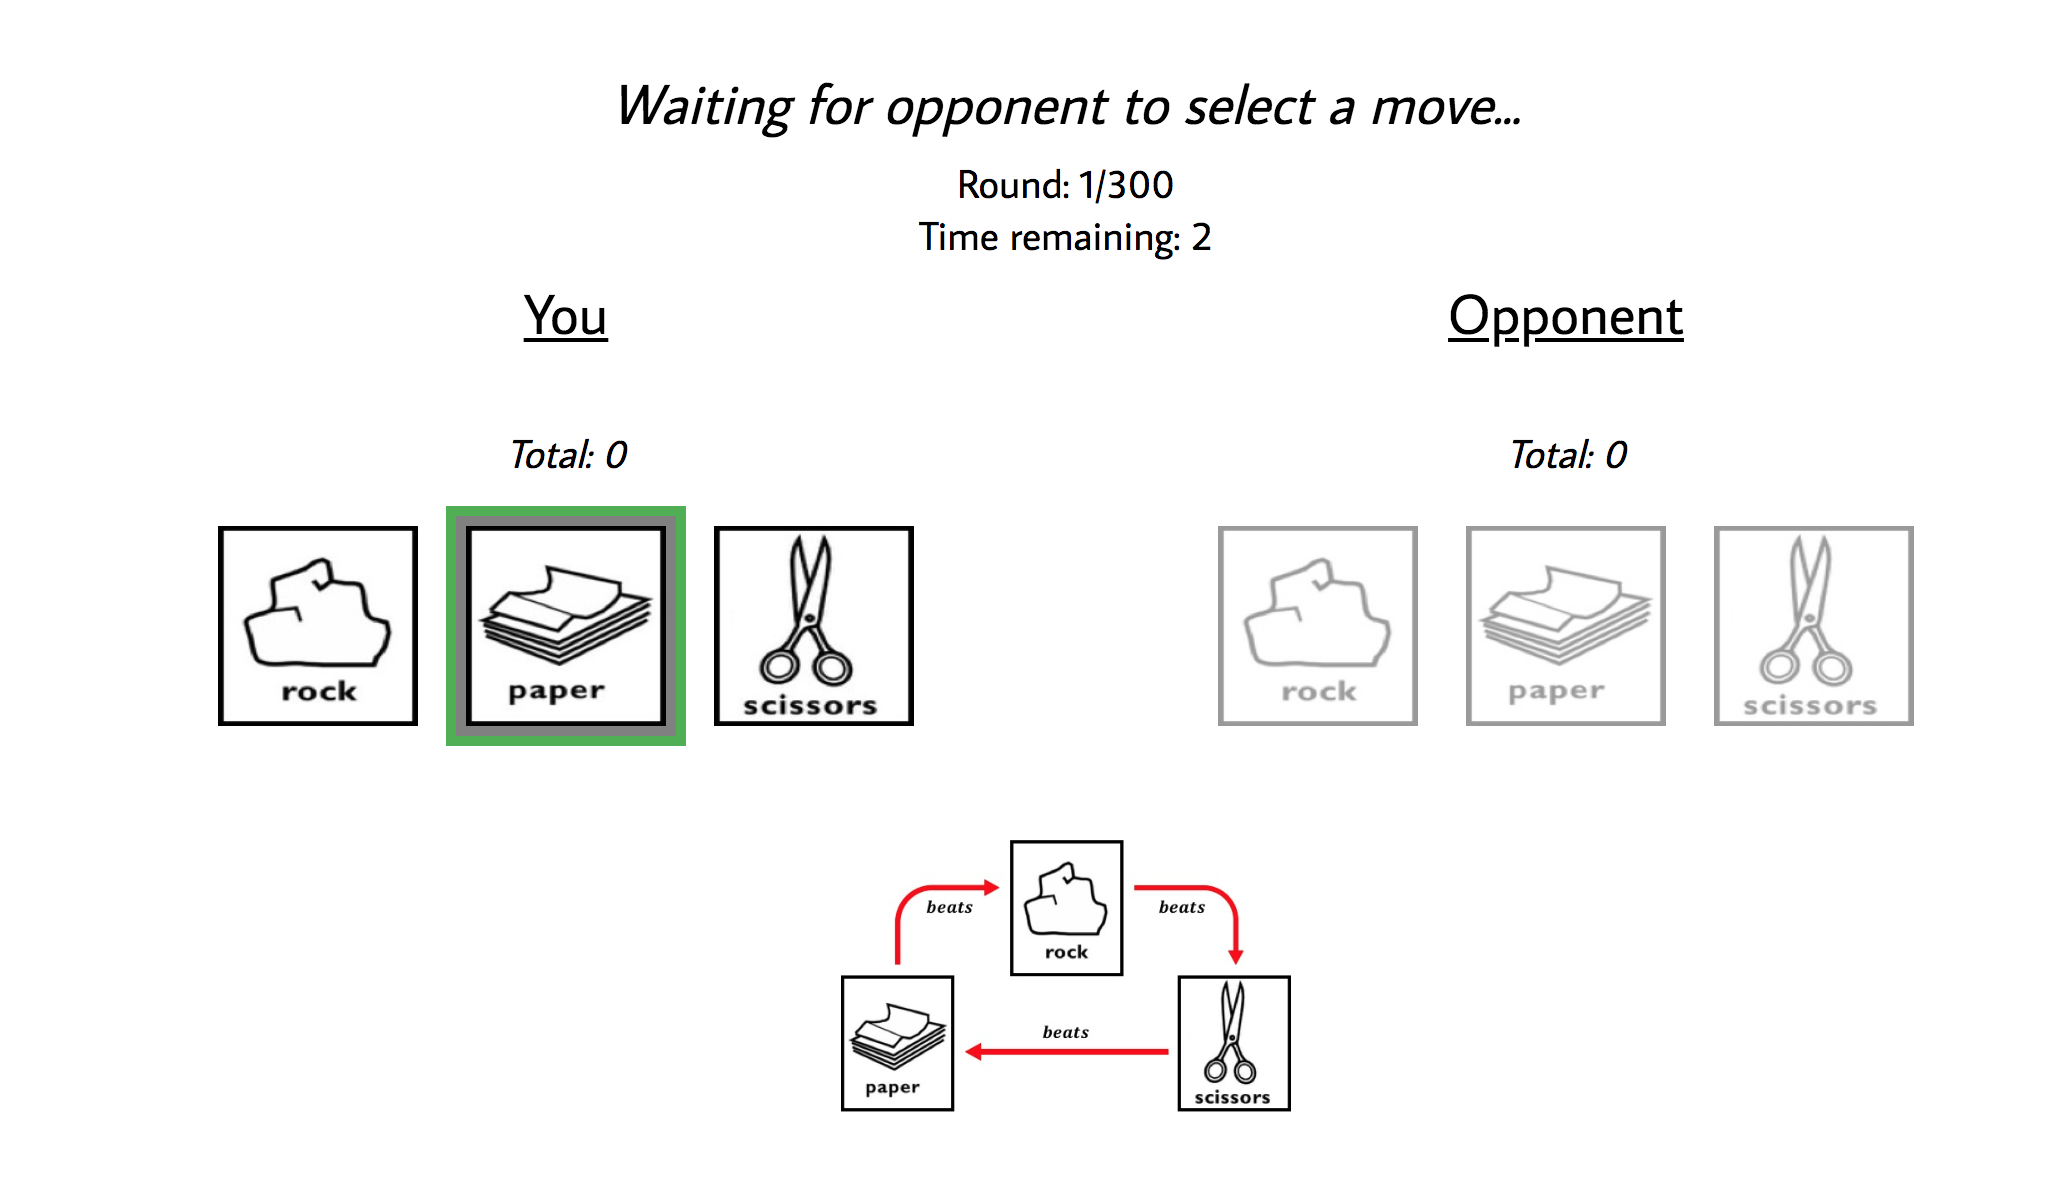 Waiting for opponent to select a move...
Round: 1/300
Time remaining: 2
You
Opponent
Total: 0
Total: 0
rock
paper
scissors
rock
paper
scissors
beats
beats
rock
beats
paper
scissors